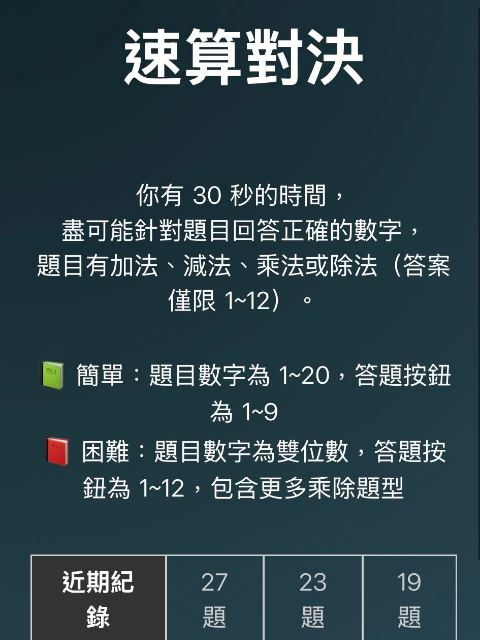 速算對決
你有 30 秒的時間，
盡可能針對題目回答正確的數字，
題目有加法、減法、乘法或除法（答案
僅限 1~12）。
簡單：題目數字為 1~20，答題按鈕
為 1~9
困難：題目數字為雙位數，答題按
鈕為 1~12，包含更多乘除題型
近期紀 27 23 19
錄 題 題 題